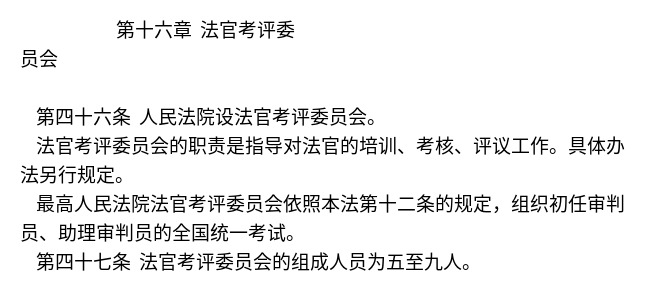 第十六章 法官考评委
员会
第四十六条 人民法院设法官考评委员会。
法官考评委员会的职责是指导对法官的培训、考核、评议工作。具体办
法另行规定。
最高人民法院法官考评委员会依照本法第十二条的规定，组织初任审判
员、助理审判员的全国统一考试。
第四十七条 法官考评委员会的组成人员为五至九人。